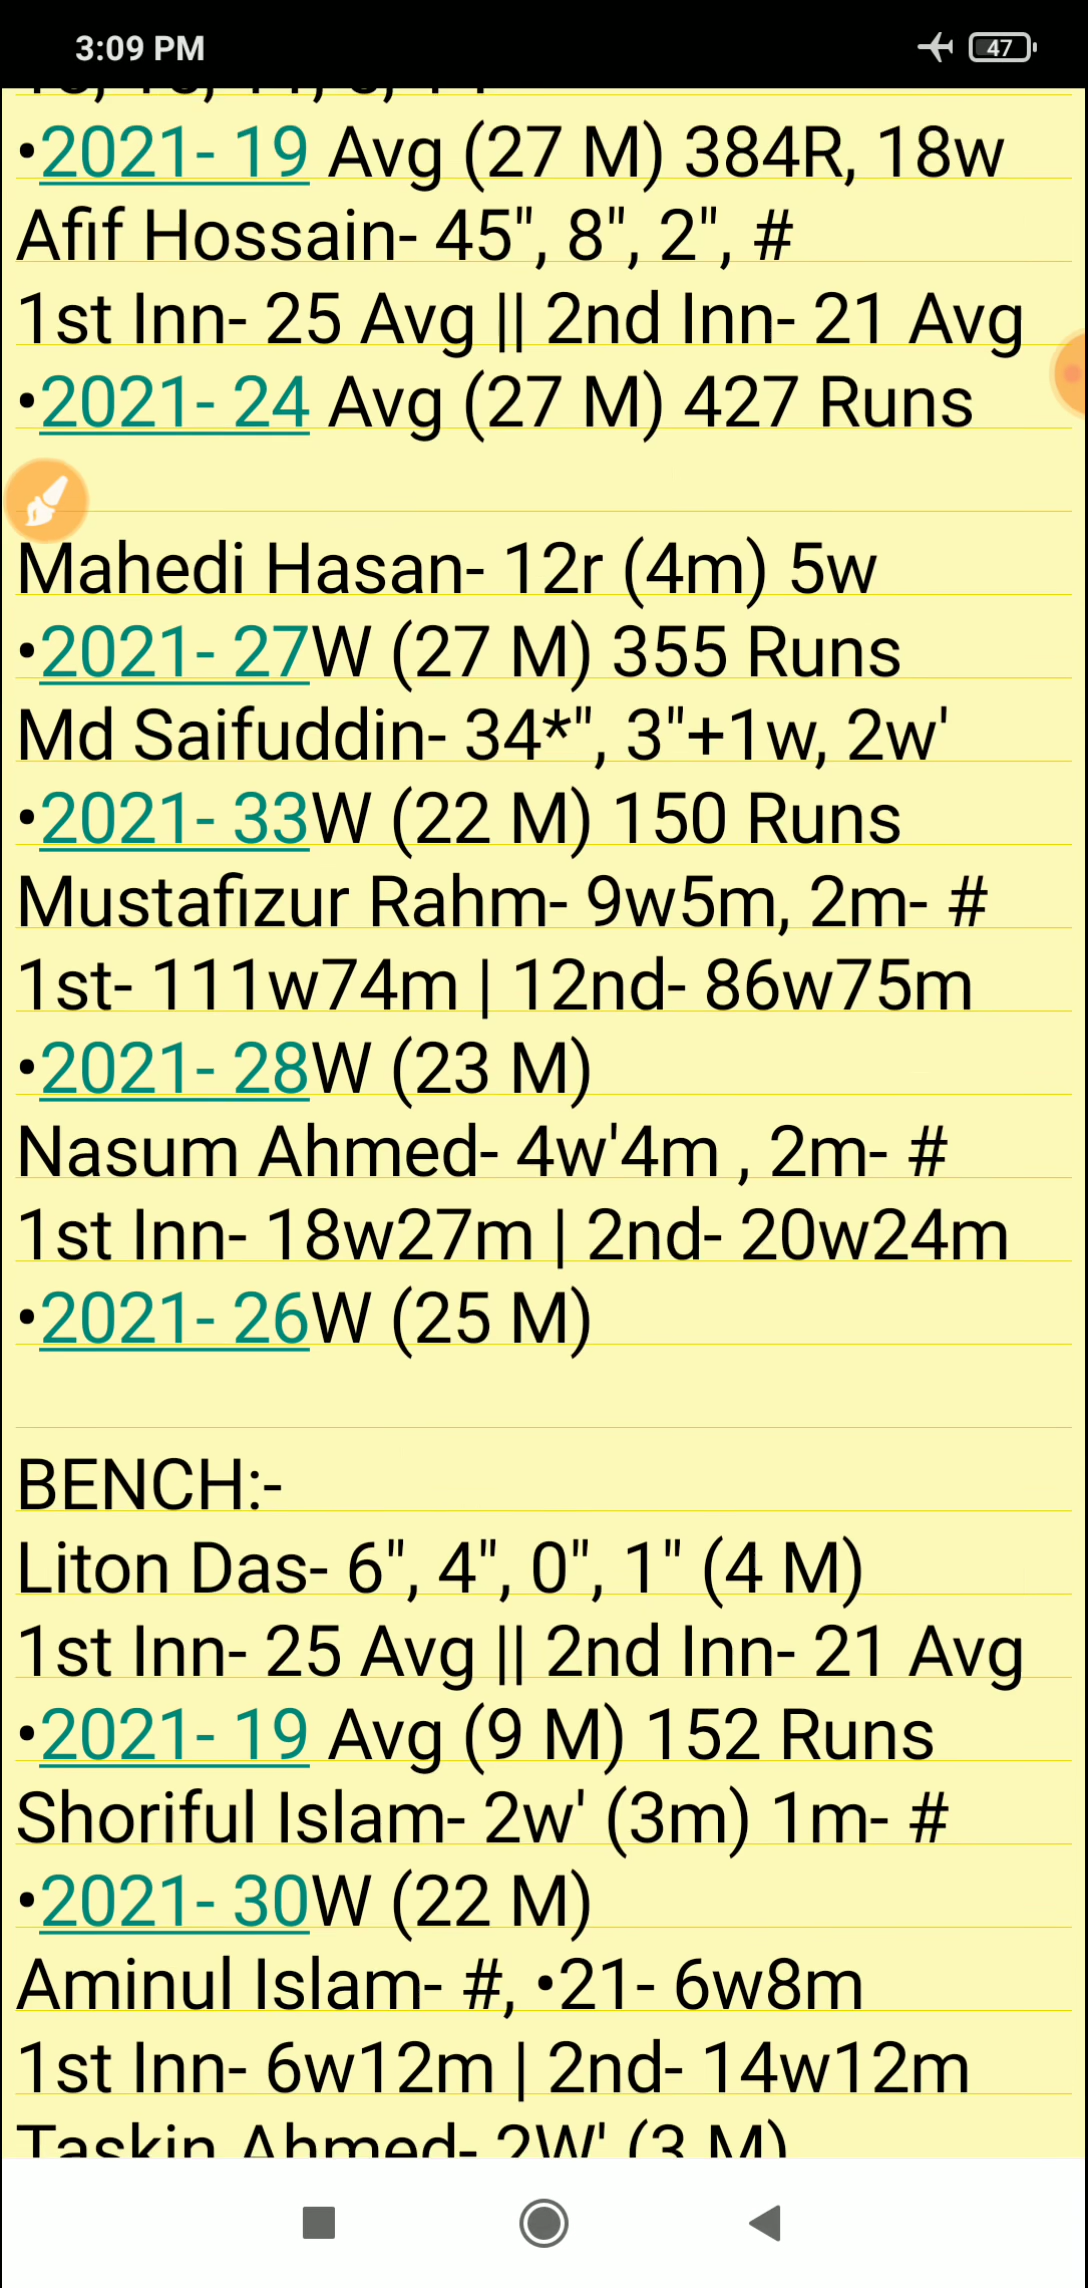 3:09 PM
47
•2021- 19 Avg (27 M) 384R, 18w
Afif Hossain- 45", 8", 2", #
1st Inn- 25 Avg || 2nd Inn- 21 Avg
•2021- 24 Avg (27 M) 427 Runs
Mahedi Hasan- 12r (4m) 5w
•2021- 27W (27 M) 355 Runs
Md Saifuddin- 34*", 3"+1w, 2w'
•2021- 33W (22 M) 150 Runs
Mustafizur Rahm- 9w5m, 2m- #
1st- 111w74m | 12nd- 86w75m
•2021- 28W (23 M)
Nasum Ahmed- 4w'4m , 2m- #
1st Inn- 18w27m | 2nd- 20w24m
•2021- 26W (25 M)
BENCH:-
Liton Das- 6", 4", 0", 1" (4 M)
1st Inn- 25 Avg || 2nd Inn- 21 Avg
•2021- 19 Avg (9 M) 152 Runs
Shoriful Islam- 2w' (3m) 1m- #
•2021- 30W (22 M)
Aminul Islam- #, •21- 6w8m
1st Inn- 6w12m | 2nd- 14w12m
Taskin Ahmed- 2W' (3 M)